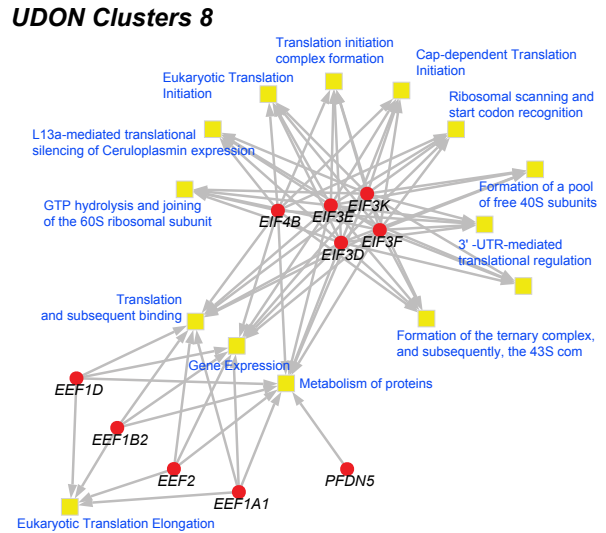 UDON Clusters 8
Translation initiation
complex formation
Cap-dependent Translation
Initiation
Eukaryotic Translation
Initiation
Ribosomal scanning and
start codon recognition
L13a-mediated translational
silencing of Ceruloplasmin expression
GTP hydrolysis and joining
of the 60S ribosomal subunit
Formation of a pool
of free 40S subunits
EIF4B
EIF3E
EIF3K
EIF3D
EIF3F
3' -UTR-mediated
translational regulation
Translation
and subsequent binding
Formation of the ternary complex,
and subsequently, the 43S com
Gene Expression
Metabolism of proteins
EEF1D
EEF1B2
EEF2
EEF1A1
PFDN5
Eukaryotic Translation Elongation